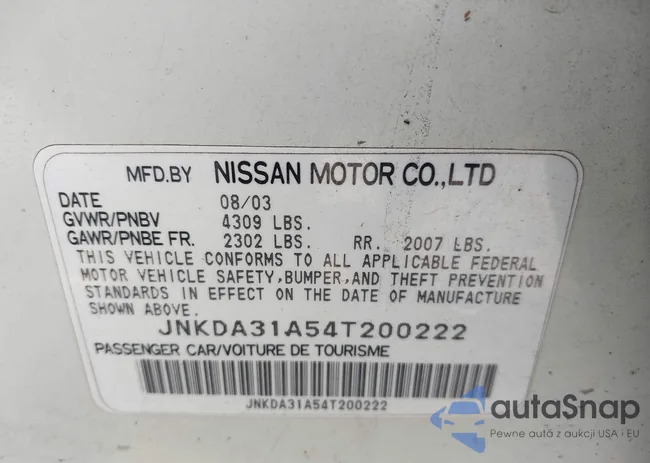 MFD.BY NISSAN MOTOR CO.,LTD
DATE 08/03
GVWR/PNBV 4309 LBS.
GAWR/PNBE FR. 2302 LBS. RR. 2007 LBS.
THIS VEHICLE CONFORMS TO ALL APPLICABLE FEDERAL
MOTOR VEHICLE SAFETY,BUMPER,AND THEFT PREVENTION
STANDARDS IN EFFECT ON THE DATE OF MANUFACTURE
SHOWN ABOVE.
JNKDA31A54T200222
PASSENGER CAR/VOITURE DE TOURISME
JNKDA31A54T200222
autaSnap
Pewne auta z aukcji USA i EU